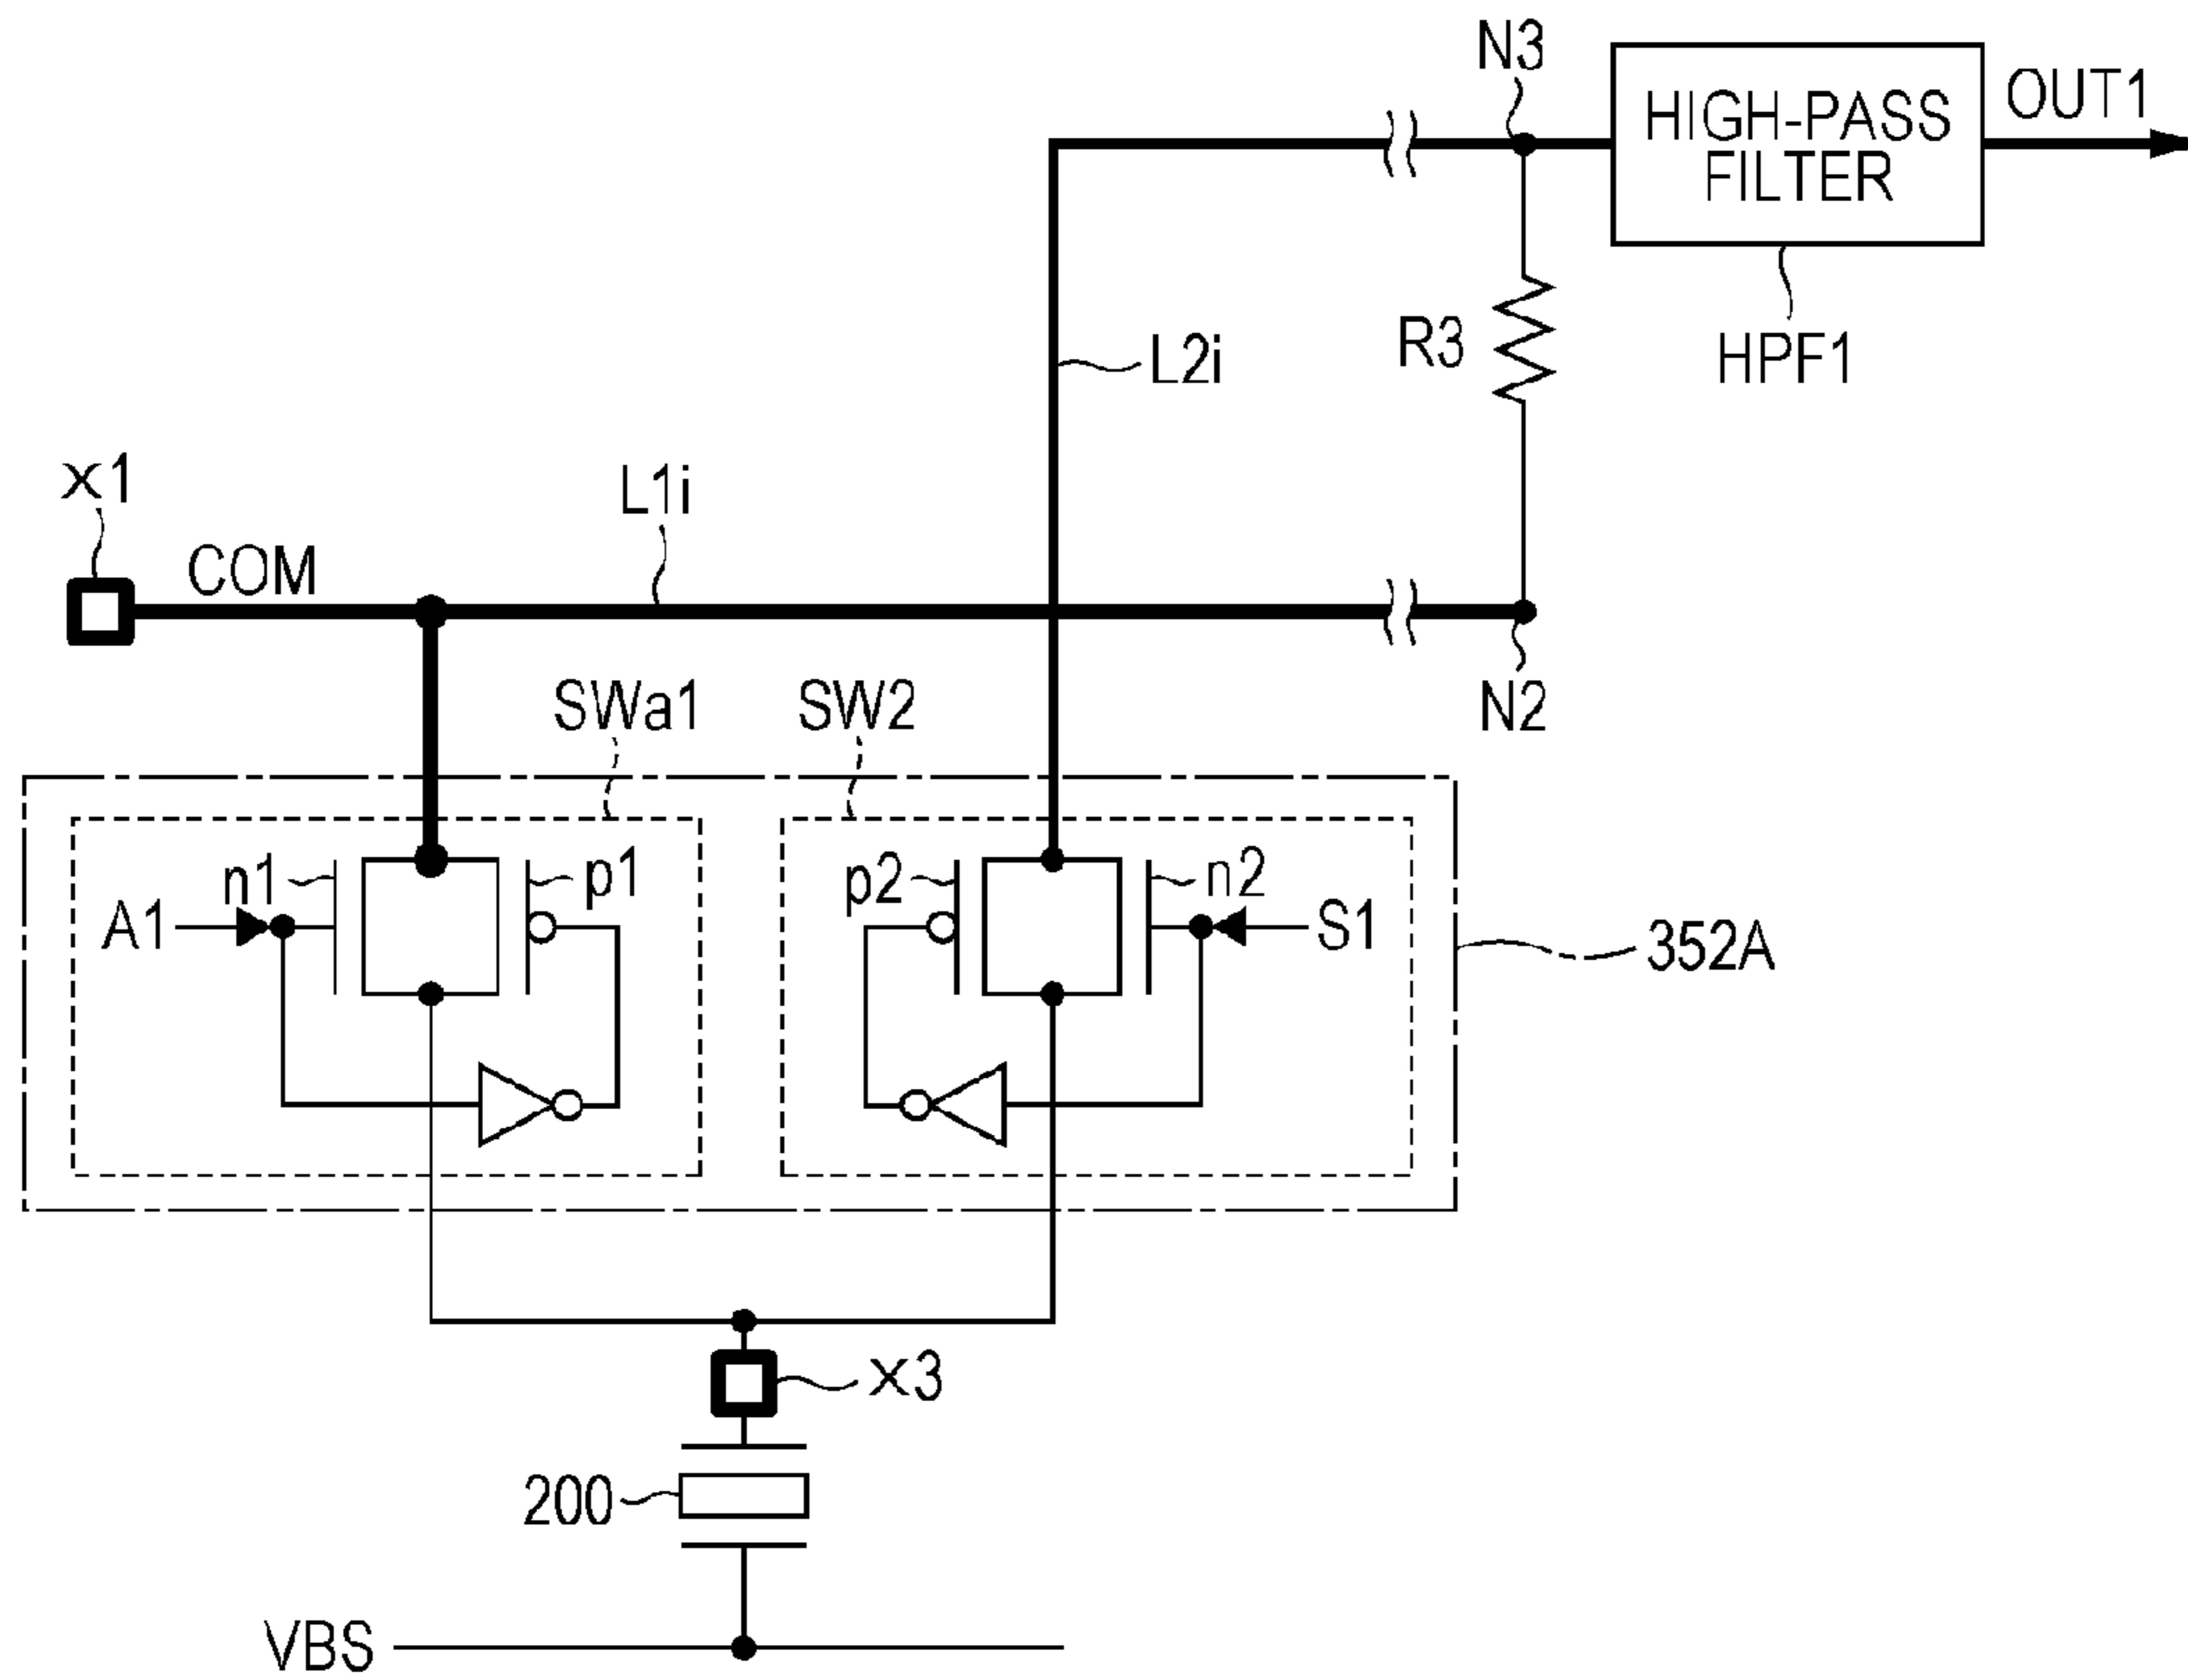 N3
HIGH-PASS
FILTER
OUT1
R3
HPF1
L2i
x1
L1i
COM
SWa1
SW2
N2
n1
p1
p2
n2
A1
S1
352A
x3
200
VBS